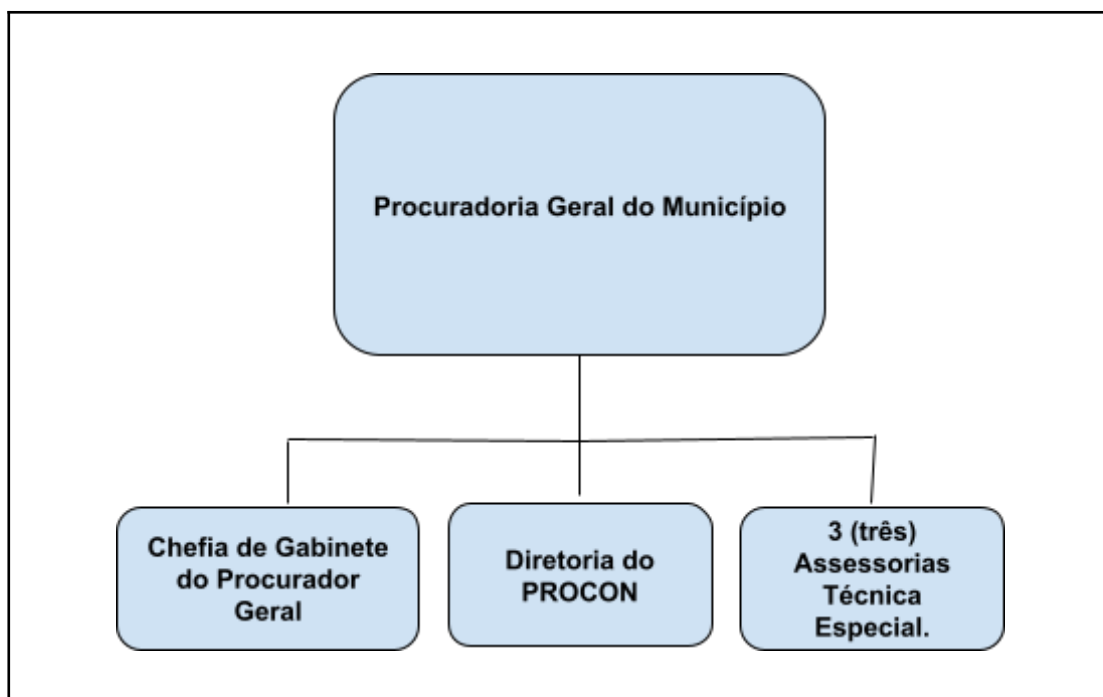 Procuradoria Geral do Município
Chefia de Gabinete
do Procurador
Geral
Diretoria do
PROCON
3 (três)
Assessorias
Técnica
Especial.